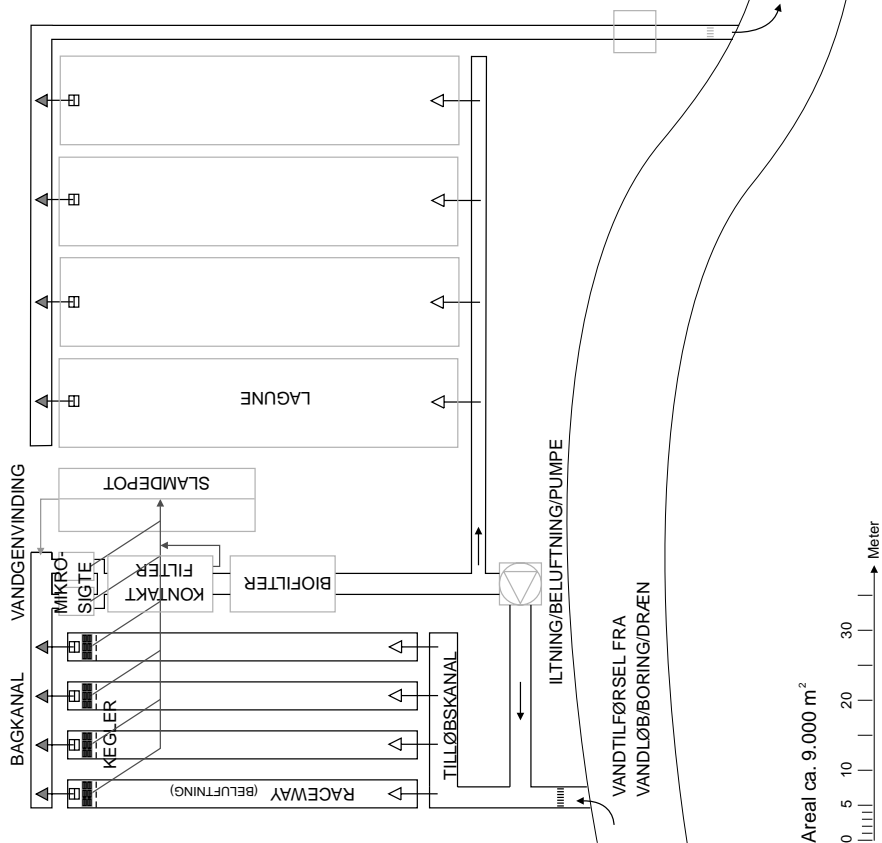 BAGKANAL
VANDGENVINDING
MIKRO-
SIGTE
KONTAKT
FILTER
BIOFILTER
SLAMDEPOT
LAGUNE
KEGLER
RACEWAY (BELUFTNING)
TILLØBSKANAL
ILTNING/BELUFTNING/PUMPE
VANDTILFØRSEL FRA
VANDLØB/BORING/DRÆN
Areal ca. 9.000 m²
0 5 10 20 30 Meter